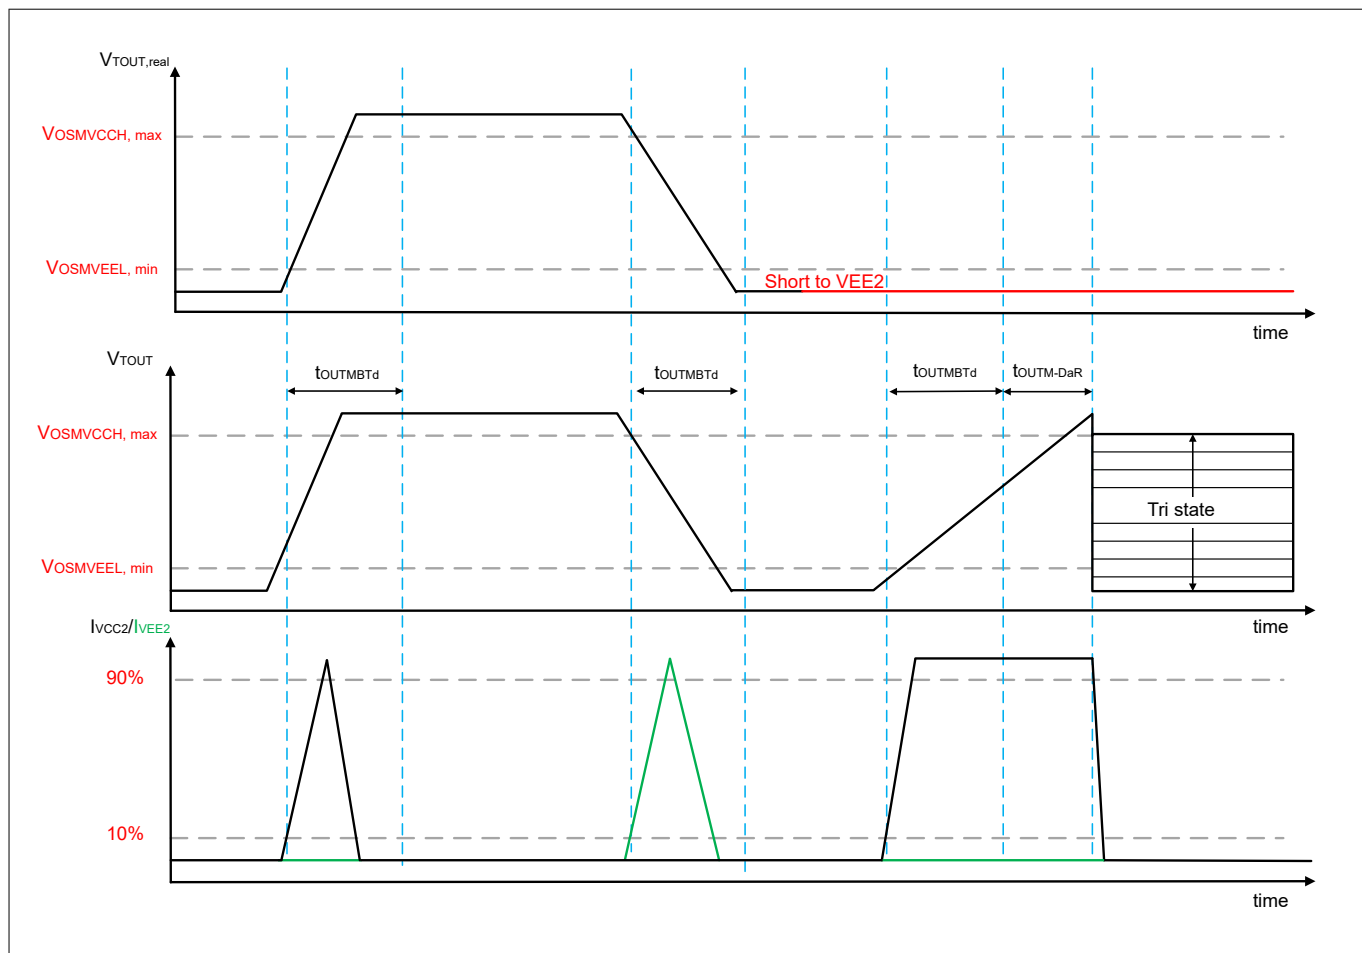 VTOUT,real
VOSMVCCH, max
VOSMVEEL, min
Short to VEE2
time
VTOUT
tOUTMBTd
tOUTMBTd
tOUTMBTd
tOUTM-DaR
VOSMVCCH, max
Tri state
VOSMVEEL, min
time
IVCC2/IVEE2
90%
10%
time